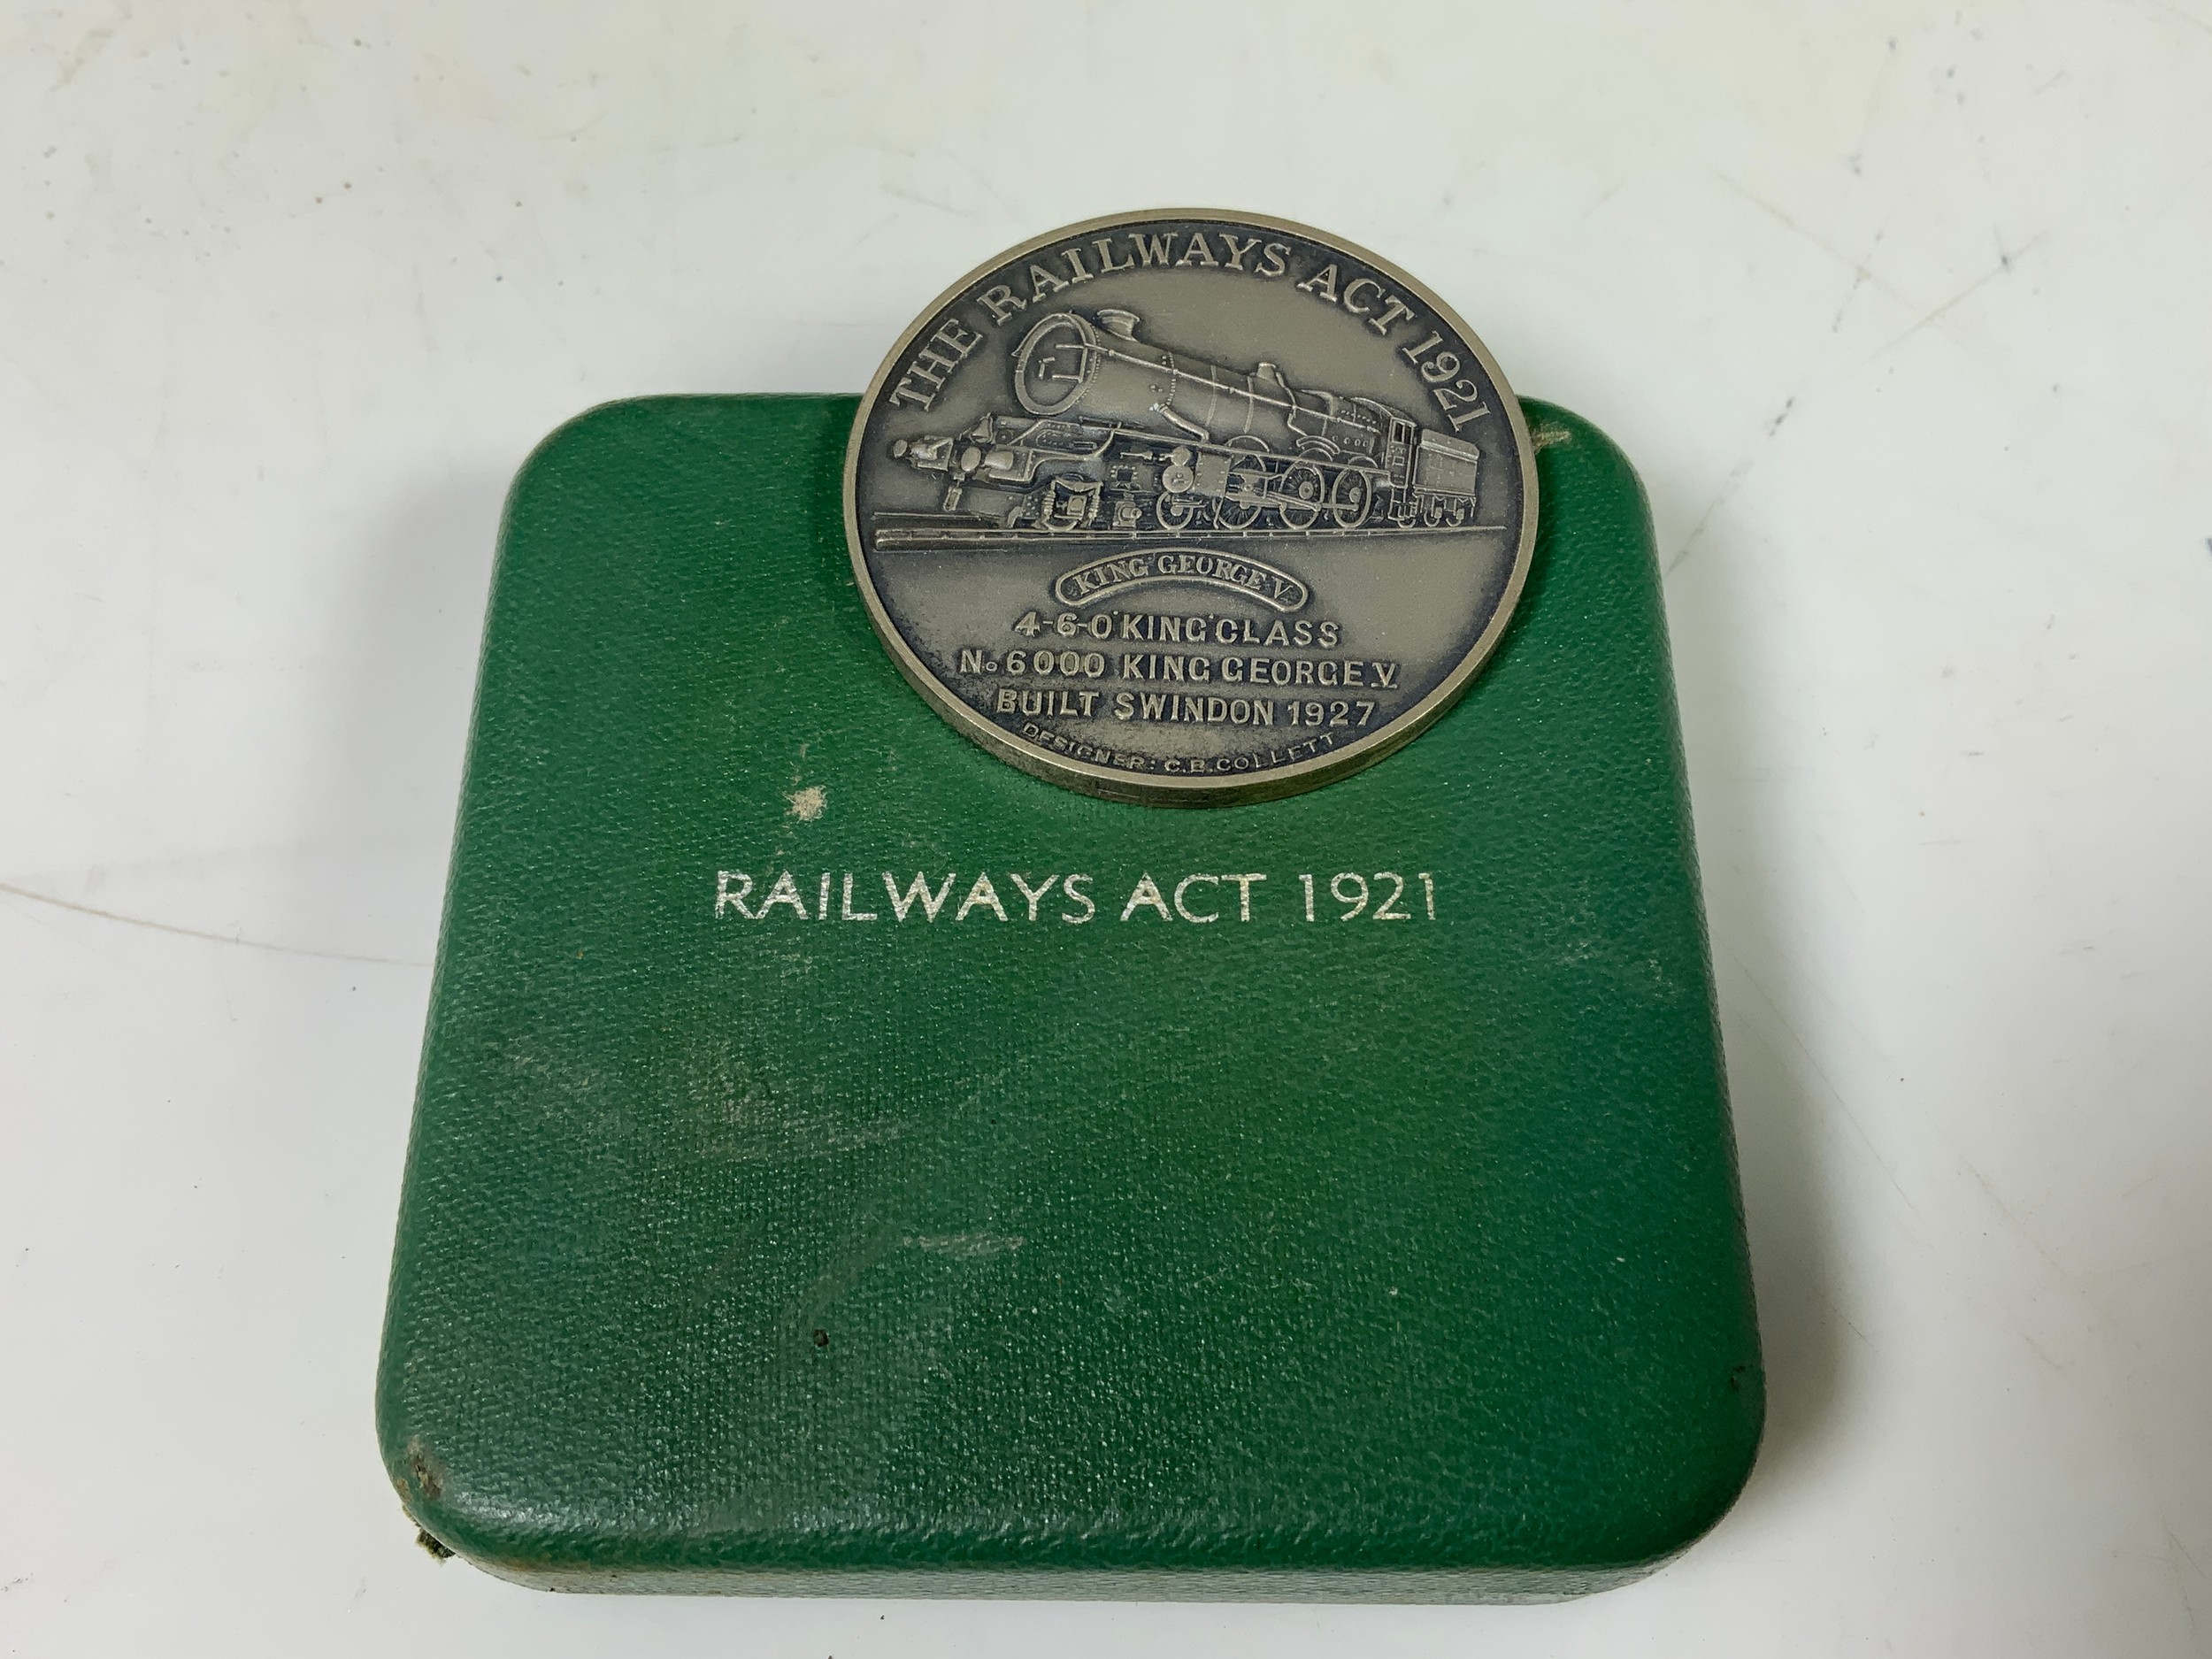 THE RAILWAYS ACT 1921
KING GEORGE V
4-6-0 'KING' CLASS
No 6000 KING GEORGE V
BUILT SWINDON 1927
DESIGNER: C.B. COLLETT
RAILWAYS ACT 1921